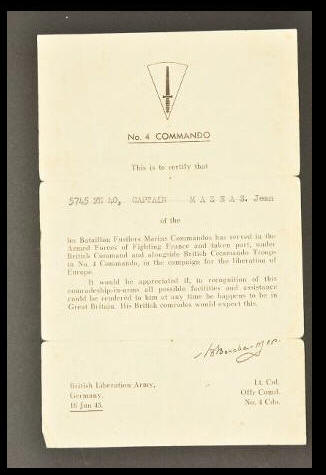 No. 4 COMMANDO
This is to certify that
5745 FN 40, CAPTAIN M A Z E A S. Jean
of the
1er Bataillon Fusiliers Marins Commandos has served in the
Armed Forces of Fighting France and taken part, under
British Command and alongside British Commando Troops
in No. 4 Commando, in the campaign for the liberation of
Europe.
It would be appreciated if, in recognition of this
comradeship-in-arms all possible facilities and assistance
could be rendered to him at any time he happens to be in
Great Britain. His British comrades would expect this.
British Liberation Army,
Germany.
16 Jun 45.
Lt. Col.
Offr Comd.
No. 4 Cdo.